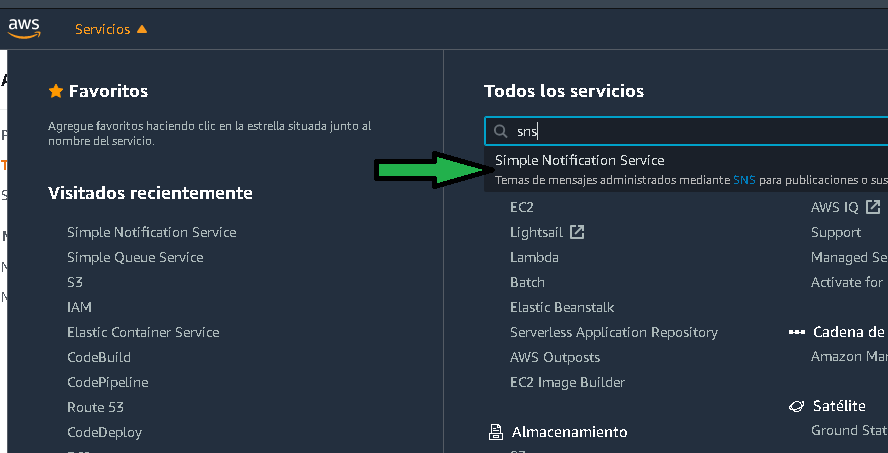 aws
Servicios
Favoritos
Agregue favoritos haciendo clic en la estrella situada junto al
nombre del servicio.
Visitados recientemente
Simple Notification Service
Simple Queue Service
S3
IAM
Elastic Container Service
CodeBuild
CodePipeline
Route 53
CodeDeploy
Todos los servicios
sns
Simple Notification Service
Temas de mensajes administrados mediante SNS para publicaciones o sus
EC2
Lightsail
Lambda
Batch
Elastic Beanstalk
Serverless Application Repository
AWS Outposts
EC2 Image Builder
Almacenamiento
AWS IQ
Support
Managed Se
Activate for
Cadena de
Amazon Mar
Satélite
Ground Stat